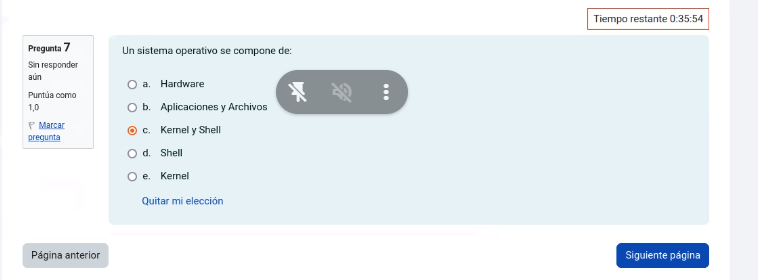 Tiempo restante 0:35:54
Pregunta 7
Sin responder
aún
Puntúa como
1,0
Marcar
pregunta
Un sistema operativo se compone de:
a. Hardware
b. Aplicaciones y Archivos
c. Kernel y Shell
d. Shell
e. Kernel
Quitar mi elección
Página anterior
Siguiente página